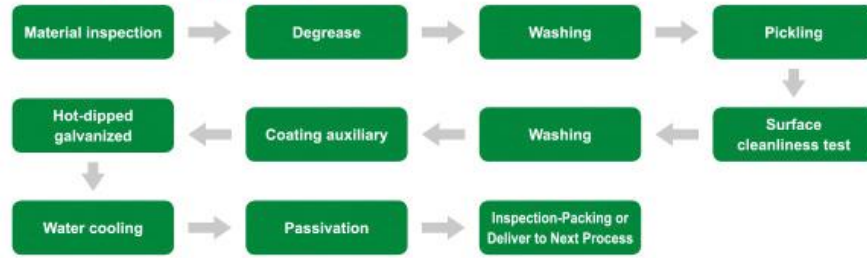 Material inspection
Degrease
Washing
Pickling
Surface
cleanliness test
Washing
Coating auxiliary
Hot-dipped
galvanized
Water cooling
Passivation
Inspection-Packing or
Deliver to Next Process